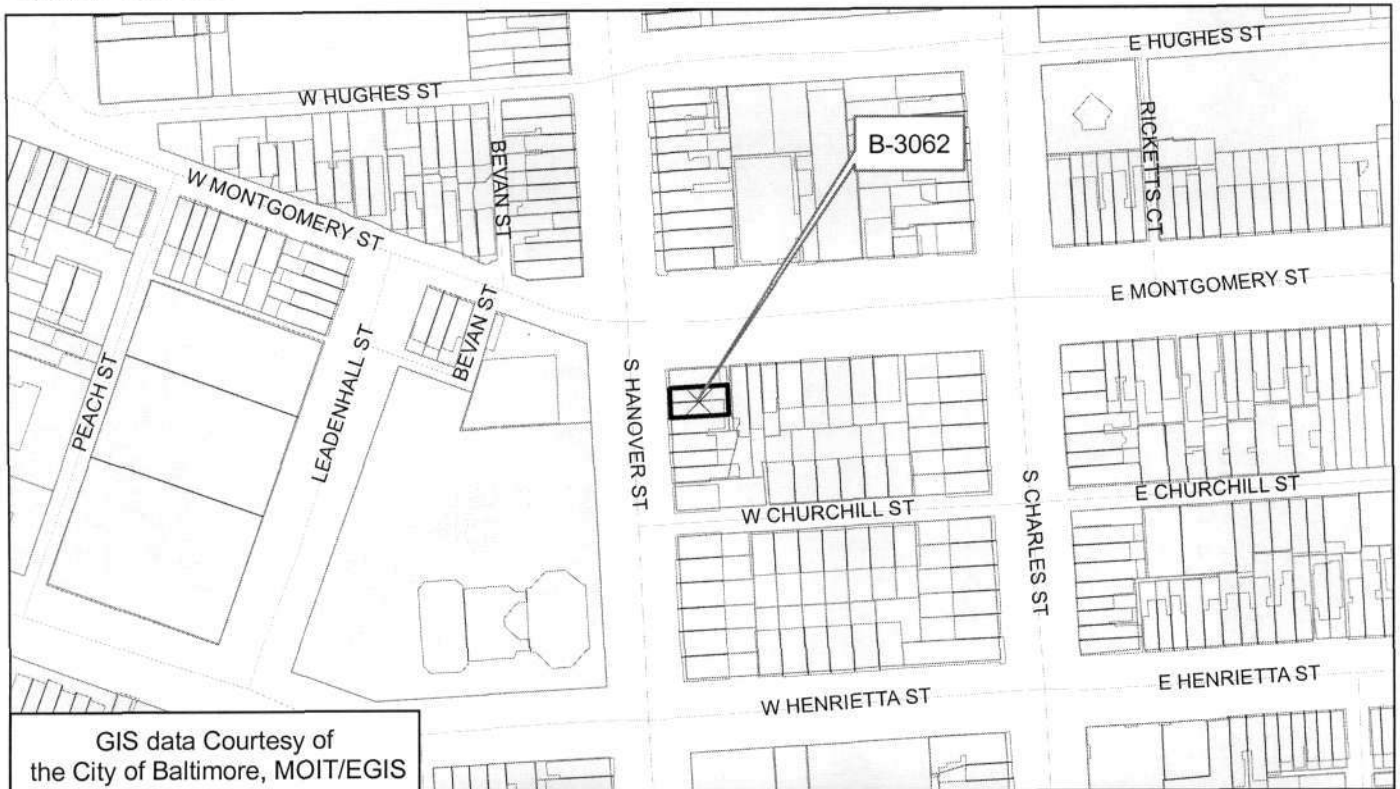 E HUGHES ST
W HUGHES ST
RICKETTS CT
B-3062
BEVAN ST
W MONTGOMERY ST
E MONTGOMERY ST
BEVAN ST
LEADENHALL ST
PEACH ST
S HANOVER ST
S CHARLES ST
E CHURCHILL ST
W CHURCHILL ST
E HENRIETTA ST
W HENRIETTA ST
GIS data Courtesy of
the City of Baltimore, MOIT/EGIS